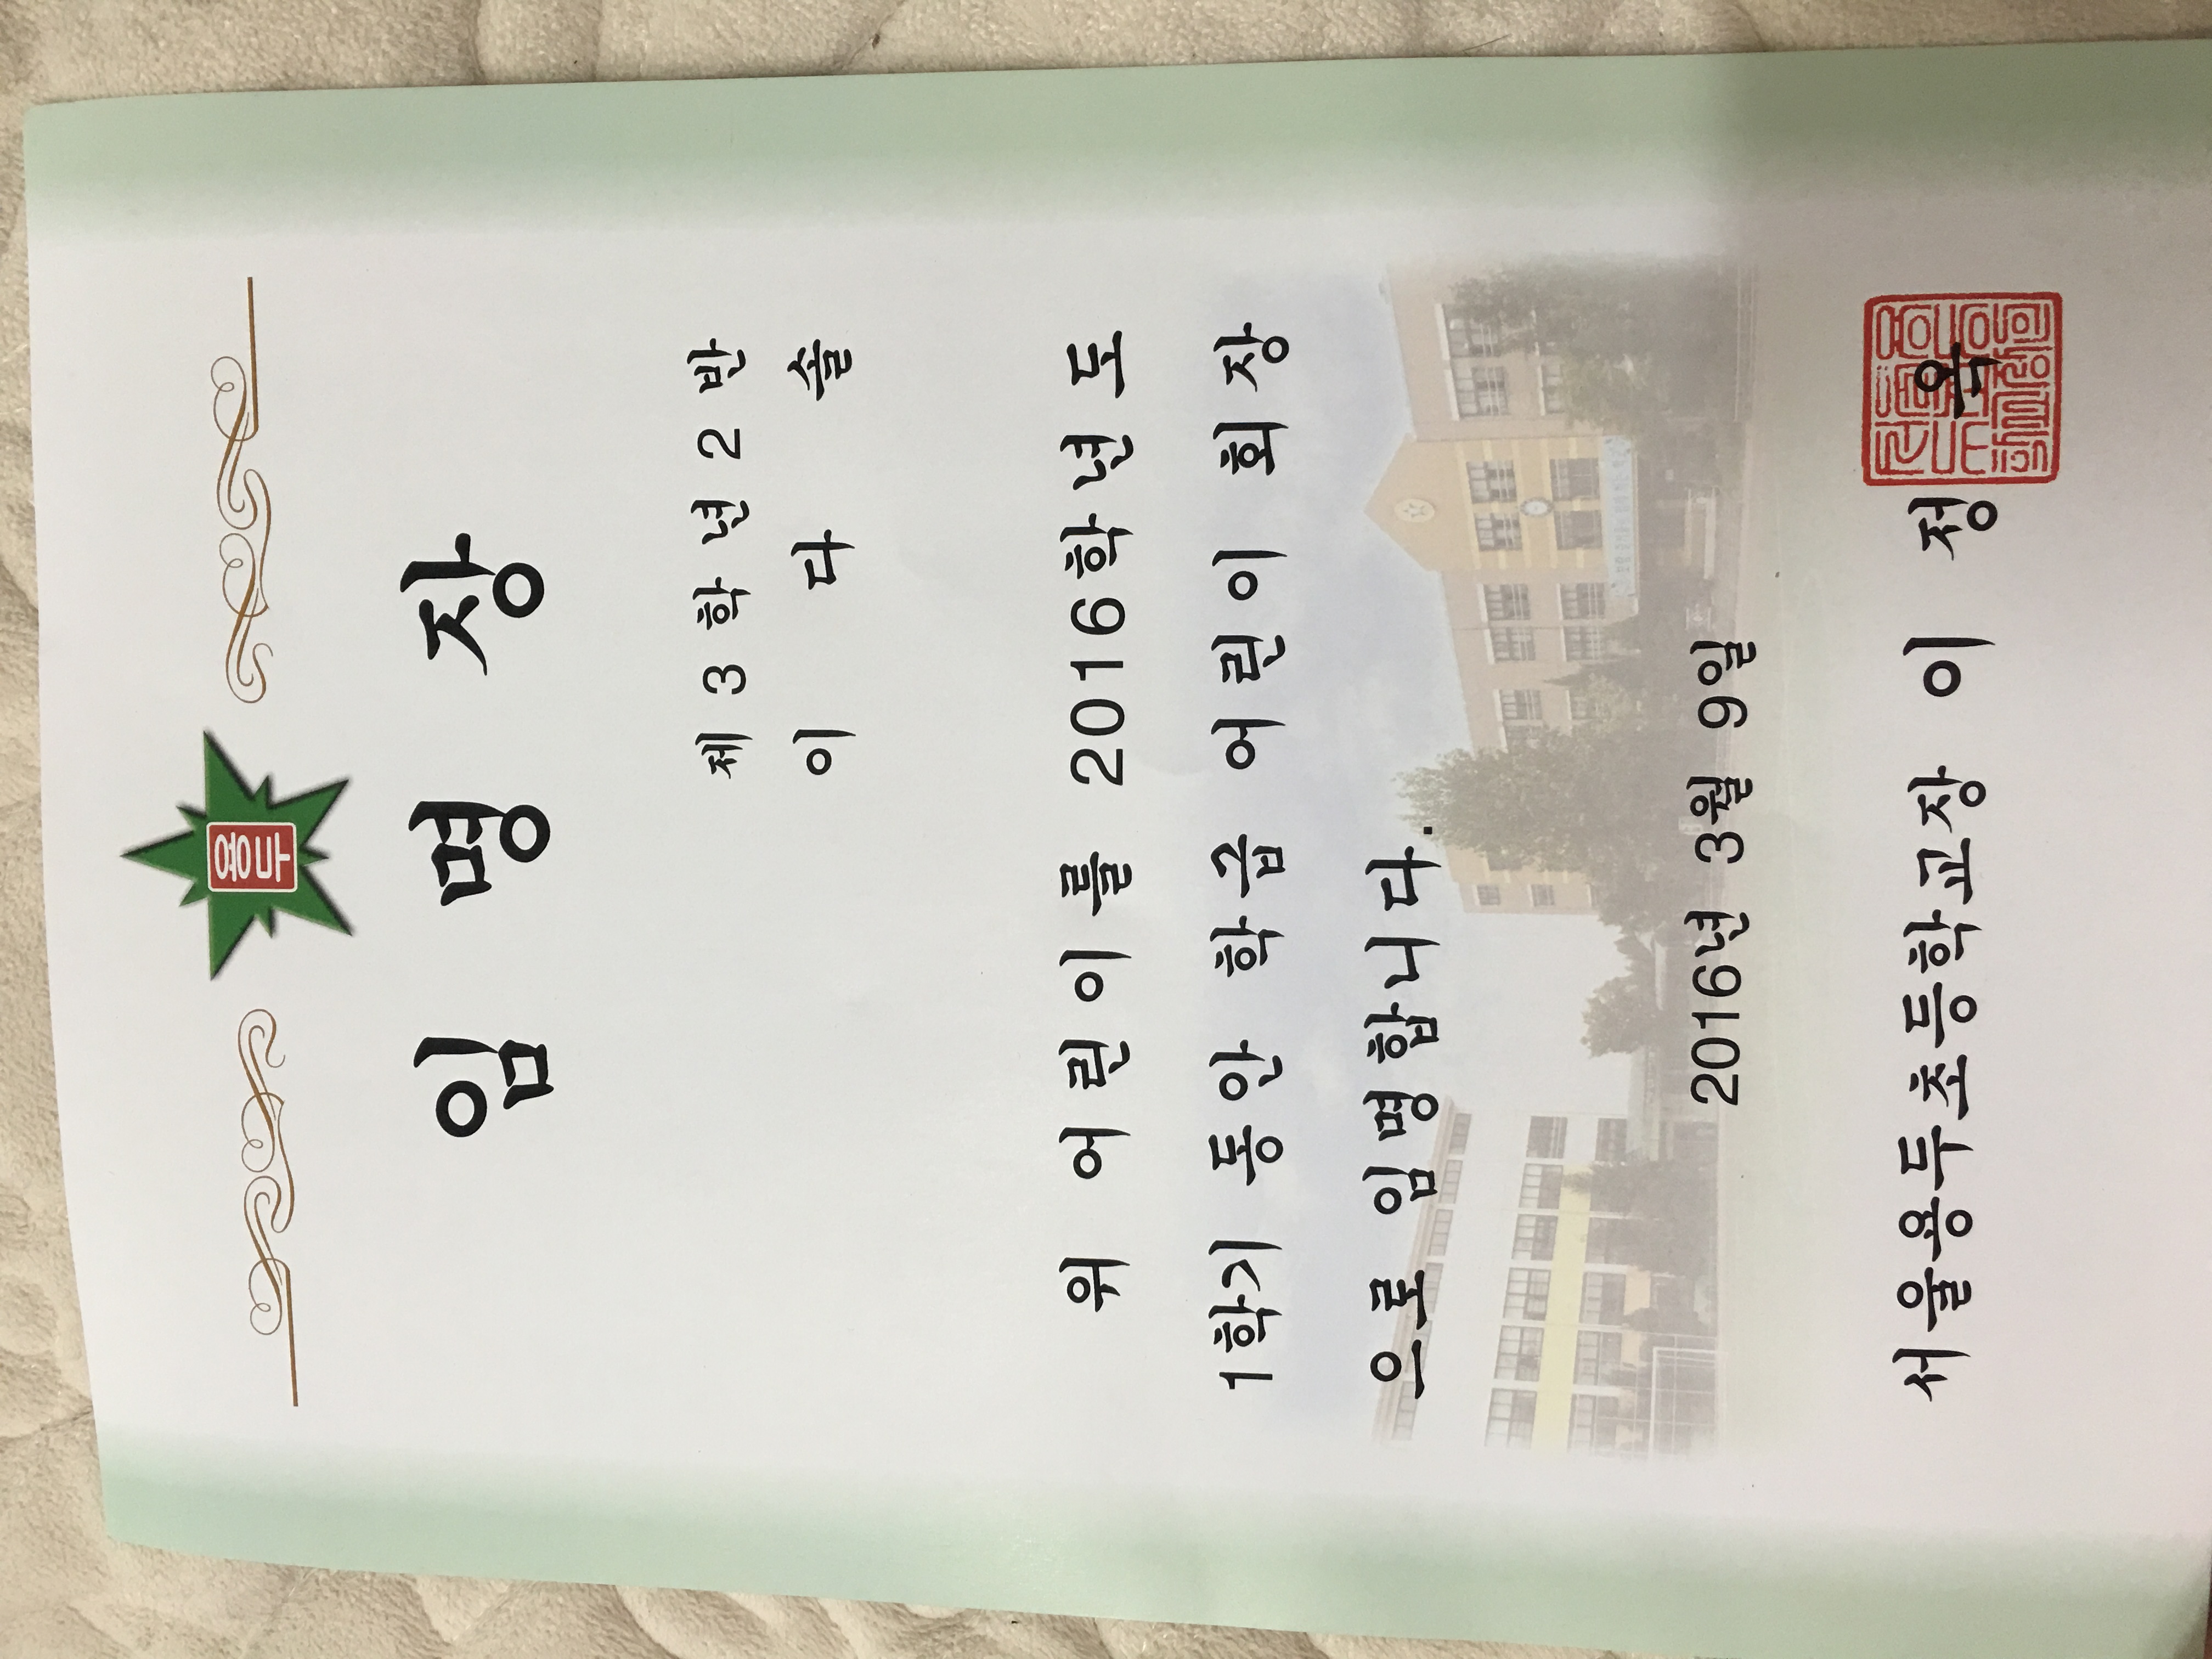 용두
임 명 장
제 3 학 년 2 반
이 다 솔
위 어린이를 2016학년도
1학기 동안 학급 어린이 회장
으로 임명합니다.
2016년 3월 9일
서울용두초등학교장 이 정 옥